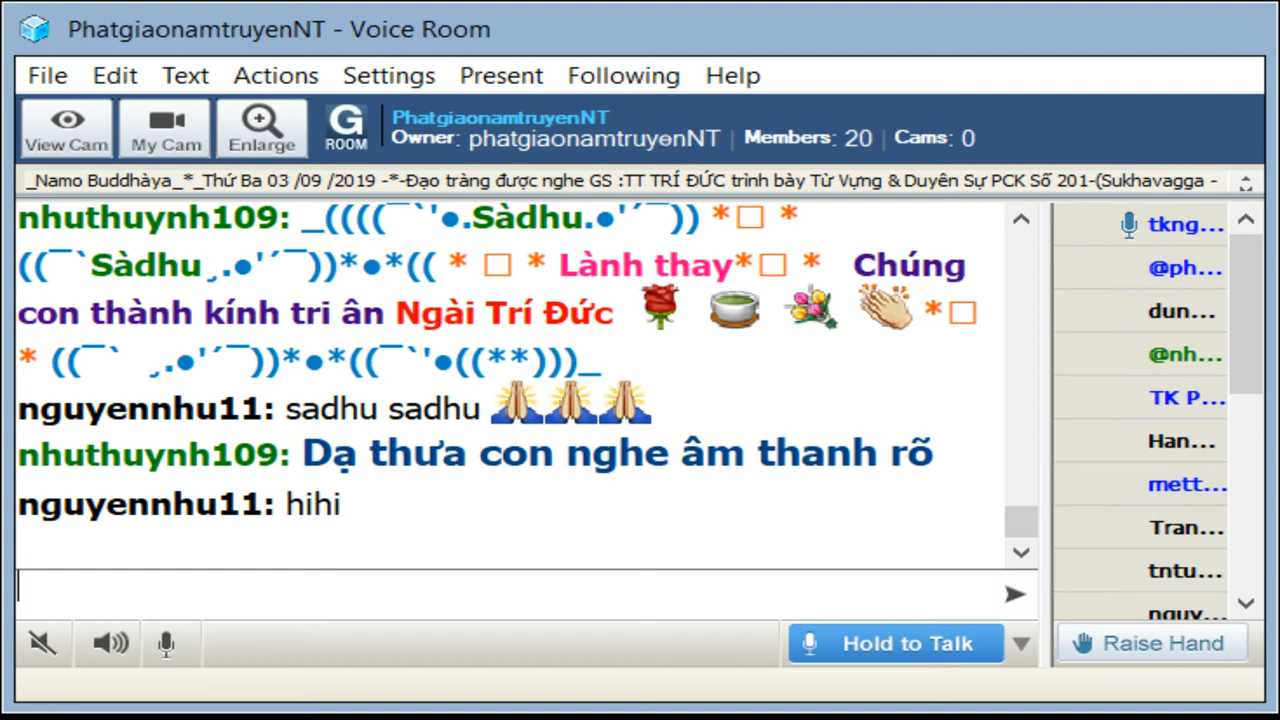 PhatgiaonamtruyenNT - Voice Room
File Edit Text Actions Settings Present Following Help
View Cam My Cam Enlarge G ROOM
PhatgiaonamtruyenNT
Owner: phatgiaonamtruyenNT | Members: 20 | Cams: 0
_Namo Buddhàya_*_Thứ Ba 03 /09 /2019 -*-Đạo tràng được nghe GS :TT TRÍ ĐỨC trình bày Từ Vựng & Duyên Sự PCK Số 201-(Sukhavagga -
nhuthuynh109: _((((¯`'●.Sàdhu.●'´¯)) *□ *
((¯`Sàdhu¸.●'´¯))*●*(( * □ * Lành thay*□ * Chúng
con thành kính tri ân Ngài Trí Đức 🌹 🍵 💐 👏 *□
* ((¯` ¸.●'´¯))*●*((¯`'●((**)))_
nguyennhu11: sadhu sadhu 🙏🙏🙏
nhuthuynh109: Dạ thưa con nghe âm thanh rõ
nguyennhu11: hihi
tkng...
@ph...
dun...
@nh...
TK P...
Han...
mett...
Tran...
tntu...
nguy...
Hold to Talk
Raise Hand